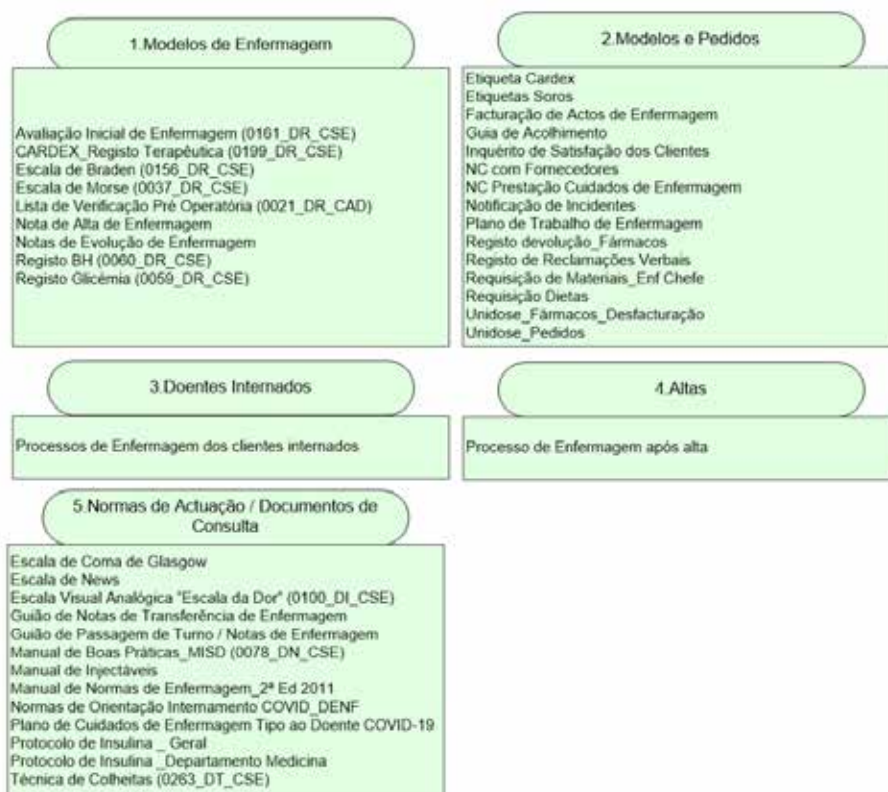 1.Modelos de Enfermagem
Avaliação Inicial de Enfermagem (0161_DR_CSE)
CARDEX_Registo Terapêutica (0199_DR_CSE)
Escala de Braden (0156_DR_CSE)
Escala de Morse (0037_DR_CSE)
Lista de Verificação Pré Operatória (0021_DR_CAD)
Nota de Alta de Enfermagem
Notas de Evolução de Enfermagem
Registo BH (0060_DR_CSE)
Registo Glicémia (0059_DR_CSE)
2.Modelos e Pedidos
Etiqueta Cardex
Etiquetas Soros
Facturação de Actos de Enfermagem
Guia de Acolhimento
Inquérito de Satisfação dos Clientes
NC com Fornecedores
NC Prestação Cuidados de Enfermagem
Notificação de Incidentes
Plano de Trabalho de Enfermagem
Registo devolução_Fármacos
Registo de Reclamações Verbais
Requisição de Materiais_Enf Chefe
Requisição Dietas
Unidose_Fármacos_Desfacturação
Unidose_Pedidos
3.Doentes Internados
Processos de Enfermagem dos clientes internados
4.Altas
Processo de Enfermagem após alta
5.Normas de Actuação / Documentos de
Consulta
Escala de Coma de Glasgow
Escala de News
Escala Visual Analógica "Escala da Dor" (0100_DI_CSE)
Guião de Notas de Transferência de Enfermagem
Guião de Passagem de Turno / Notas de Enfermagem
Manual de Boas Práticas_MISD (0078_DN_CSE)
Manual de Injectáveis
Manual de Normas de Enfermagem_2ª Ed 2011
Normas de Orientação Internamento COVID_DENF
Plano de Cuidados de Enfermagem Tipo ao Doente COVID-19
Protocolo de Insulina _ Geral
Protocolo de Insulina _Departamento Medicina
Técnica de Colheitas (0263_DT_CSE)